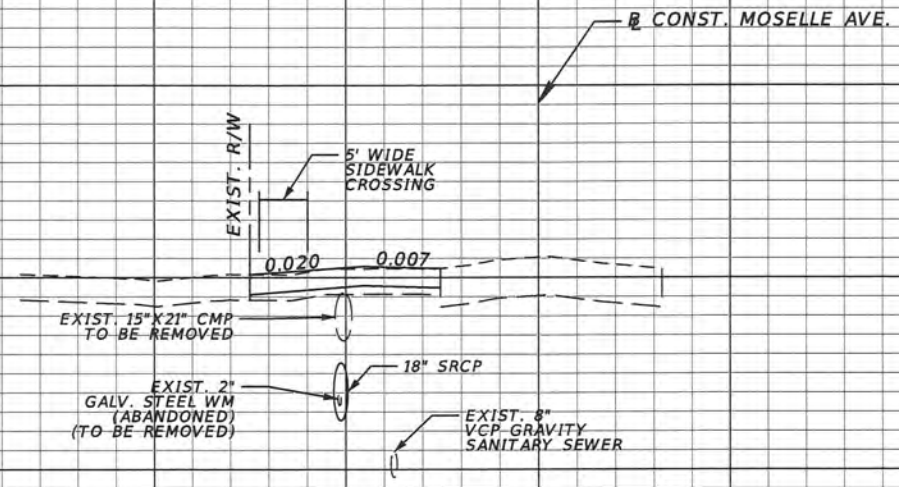 ℄ CONST. MOSELLE AVE.
EXIST. R/W
5' WIDE
SIDEWALK
CROSSING
0.020
0.007
EXIST. 15"X21" CMP
TO BE REMOVED
18" SRCP
EXIST. 2"
GALV. STEEL WM
(ABANDONED)
(TO BE REMOVED)
EXIST. 8"
VCP GRAVITY
SANITARY SEWER